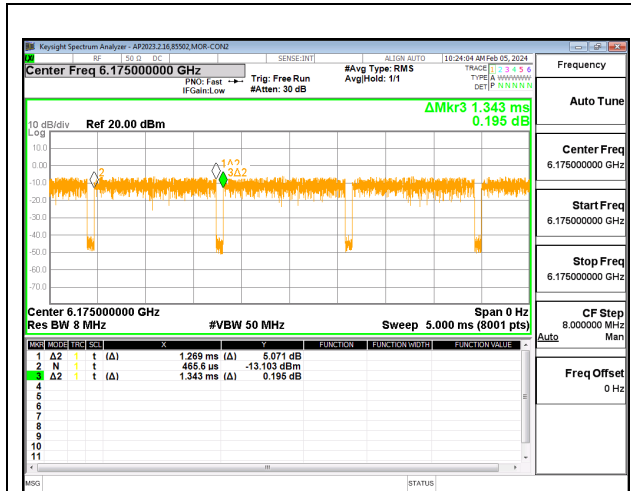 Keysight Spectrum Analyzer - AP2023.2.16,85502,MOR-CON2
RF 50 Ω DC SENSE:INT ALIGN AUTO 10:24:04 AM Feb 05, 2024
Center Freq 6.175000000 GHz
PNO: Fast
IFGain:Low
Trig: Free Run
#Atten: 30 dB
#Avg Type: RMS
Avg|Hold: 1/1
TRACE 1 2 3 4 5 6
TYPE A WWWWW
DET P N N N N N
Frequency
Auto Tune
Center Freq
6.175000000 GHz
Start Freq
6.175000000 GHz
Stop Freq
6.175000000 GHz
CF Step
8.000000 MHz
Auto Man
Freq Offset
0 Hz
ΔMkr3 1.343 ms
0.195 dB
10 dB/div Ref 20.00 dBm
Log
10.0
0.00
-10.0
-20.0
-30.0
-40.0
-50.0
-60.0
-70.0
2
1Δ2
3Δ2
Center 6.175000000 GHz Span 0 Hz
Res BW 8 MHz #VBW 50 MHz Sweep 5.000 ms (8001 pts)
MKR MODE TRC SCL X Y FUNCTION FUNCTION WIDTH FUNCTION VALUE
1 Δ2 1 t (Δ) 1.269 ms (Δ) 5.071 dB
2 N 1 t 465.6 µs -13.103 dBm
3 Δ2 1 t (Δ) 1.343 ms (Δ) 0.195 dB
4
5
6
7
8
9
10
11
MSG STATUS